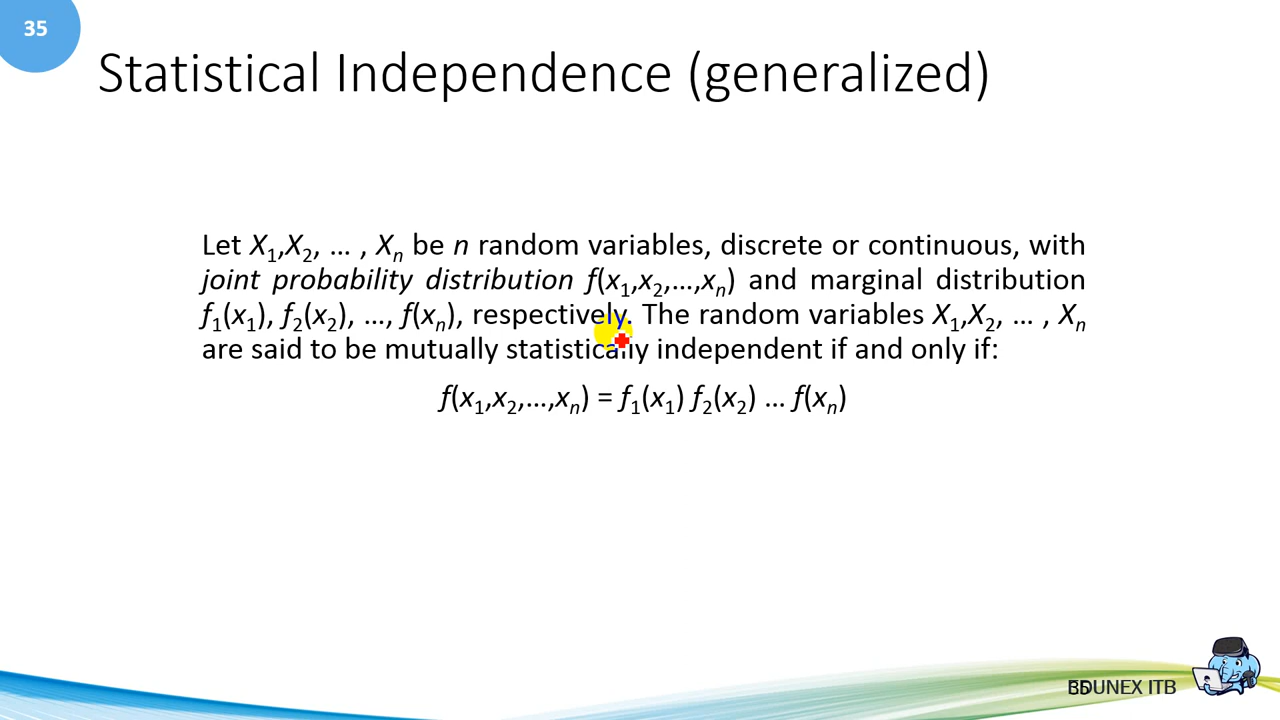 35
Statistical Independence (generalized)
Let X₁,X₂, … , Xₙ be n random variables, discrete or continuous, with
joint probability distribution f(x₁,x₂,…,xₙ) and marginal distribution
f₁(x₁), f₂(x₂), …, f(xₙ), respectively. The random variables X₁,X₂, … , Xₙ
are said to be mutually statistically independent if and only if:
f(x₁,x₂,…,xₙ) = f₁(x₁) f₂(x₂) … f(xₙ)
EDUNEX ITB
35